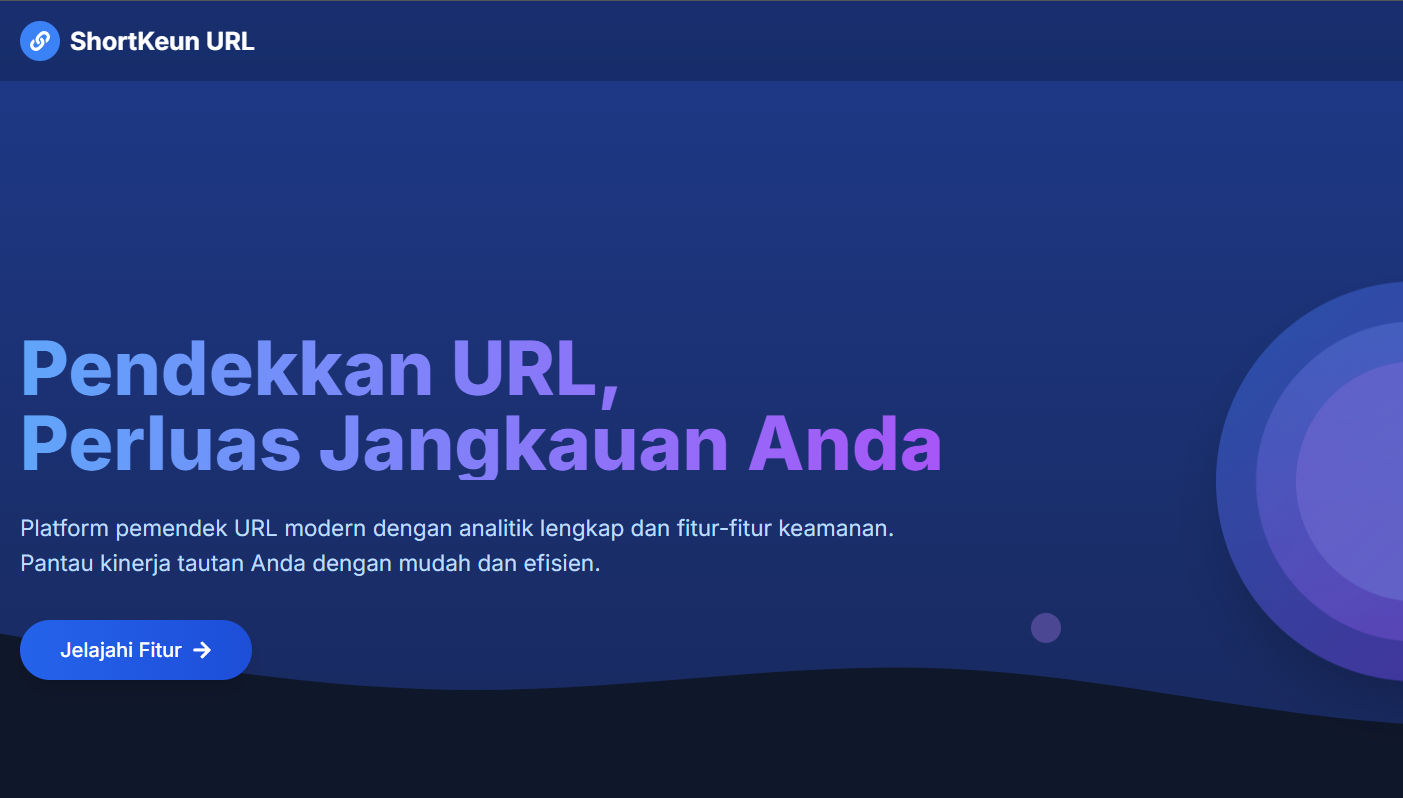 ShortKeun URL
Pendekkan URL,
Perluas Jangkauan Anda
Platform pemendek URL modern dengan analitik lengkap dan fitur-fitur keamanan.
Pantau kinerja tautan Anda dengan mudah dan efisien.
Jelajahi Fitur